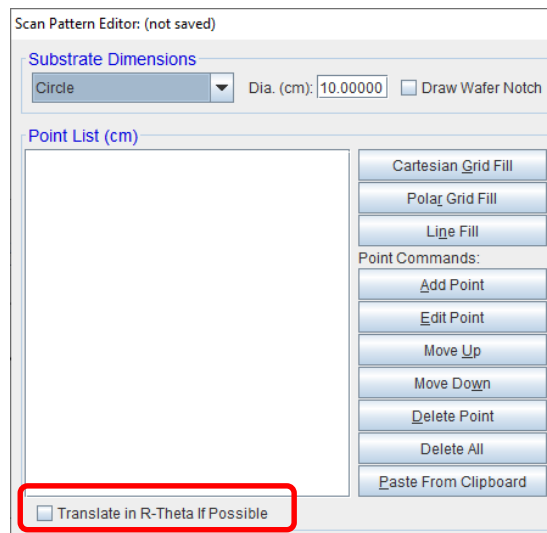 Scan Pattern Editor: (not saved)
Substrate Dimensions
Circle Dia. (cm): 10.00000 Draw Wafer Notch
Point List (cm)
Cartesian Grid Fill
Polar Grid Fill
Line Fill
Point Commands:
Add Point
Edit Point
Move Up
Move Down
Delete Point
Delete All
Paste From Clipboard
Translate in R-Theta If Possible